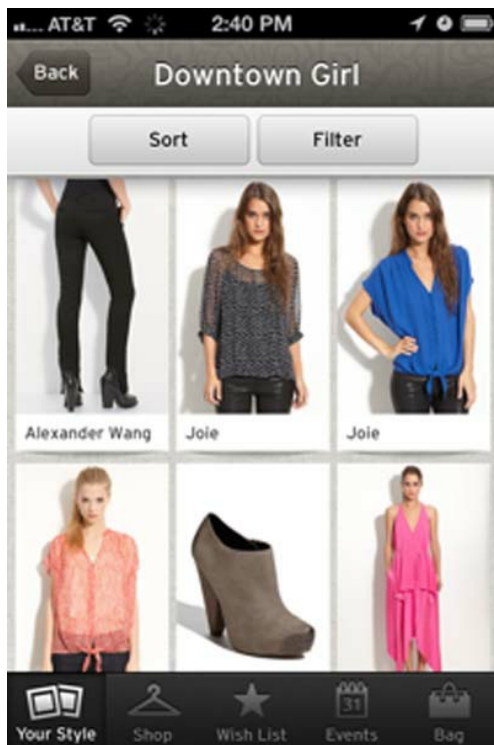 AT&T 2:40 PM
Back Downtown Girl
Sort Filter
Alexander Wang Joie Joie
31
Your Style Shop Wish List Events Bag